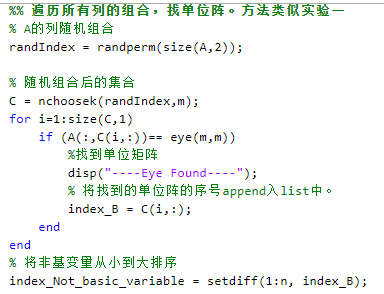 %% 遍历所有列的组合，找单位阵。方法类似实验一
% A的列随机组合
randIndex = randperm(size(A,2));
% 随机组合后的集合
C = nchoosek(randIndex,m);
for i=1:size(C,1)
if (A(:,C(i,:))== eye(m,m))
%找到单位矩阵
disp("----Eye Found----");
% 将找到的单位阵的序号append入list中。
index_B = C(i,:);
end
end
% 将非基变量从小到大排序
index_Not_basic_variable = setdiff(1:n, index_B);